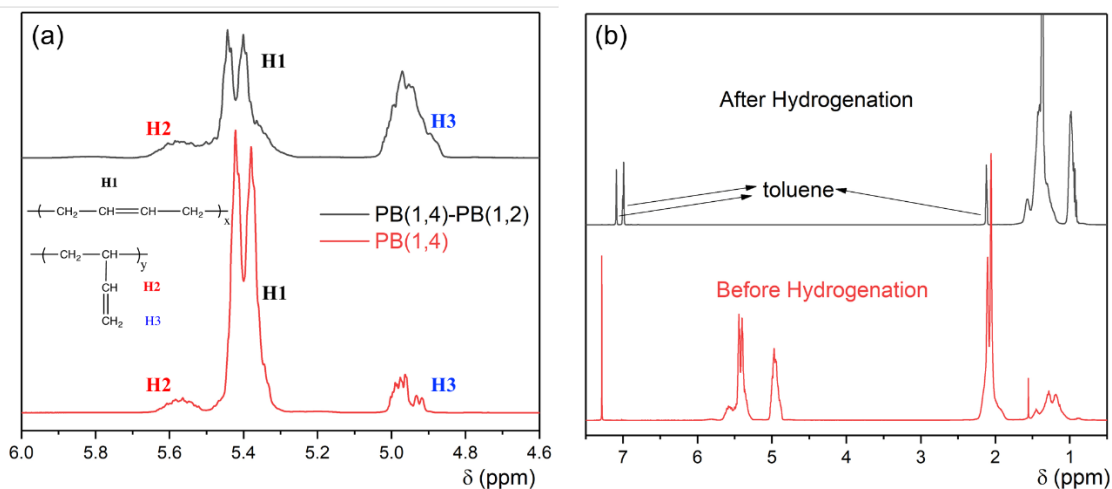 (a)
H1
H2
H3
H1
─(CH₂─CH═CH─CH₂)─x
─(CH₂─CH)─y
CH H2
CH₂ H3
PB(1,4)-PB(1,2)
PB(1,4)
H1
H2
H3
6.0 5.8 5.6 5.4 5.2 5.0 4.8 4.6
δ (ppm)
(b)
After Hydrogenation
toluene
Before Hydrogenation
7 6 5 4 3 2 1
δ (ppm)